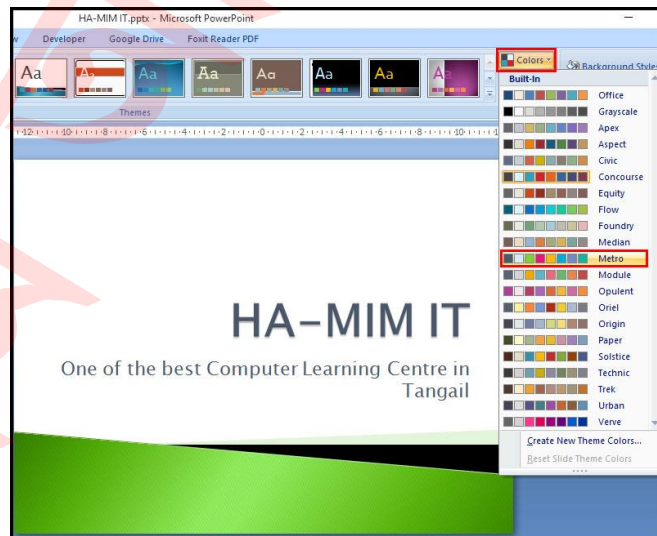 HA-MIM IT.pptx - Microsoft PowerPoint
Developer Google Drive Foxit Reader PDF
Colors
Background Styles
Aa Aa Aa Aa Aa Aa Aa Aa
Themes
Built-In
Office
Grayscale
Apex
Aspect
Civic
Concourse
Equity
Flow
Foundry
Median
Metro
Module
Opulent
Oriel
Origin
Paper
Solstice
Technic
Trek
Urban
Verve
Create New Theme Colors...
Reset Slide Theme Colors
HA-MIM IT
One of the best Computer Learning Centre in
Tangail